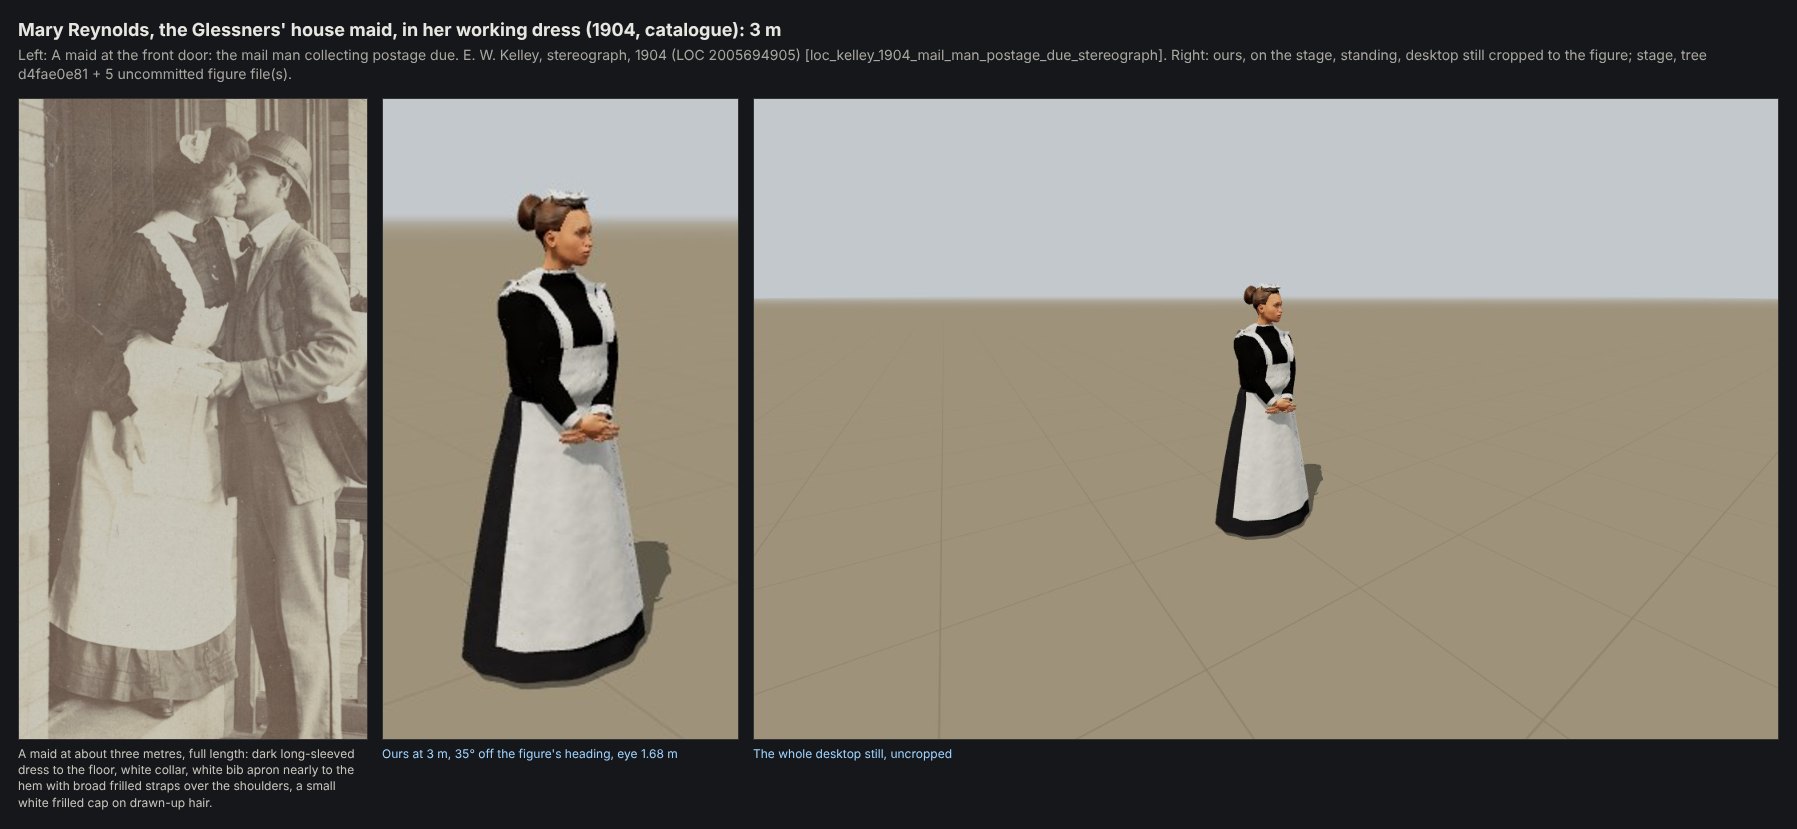 Mary Reynolds, the Glessners' house maid, in her working dress (1904, catalogue): 3 m
Left: A maid at the front door: the mail man collecting postage due. E. W. Kelley, stereograph, 1904 (LOC 2005694905) [loc_kelley_1904_mail_man_postage_due_stereograph]. Right: ours, on the stage, standing, desktop still cropped to the figure; stage, tree
d4fae0e81 + 5 uncommitted figure file(s).
A maid at about three metres, full length: dark long-sleeved
dress to the floor, white collar, white bib apron nearly to the
hem with broad frilled straps over the shoulders, a small
white frilled cap on drawn-up hair.
Ours at 3 m, 35° off the figure's heading, eye 1.68 m
The whole desktop still, uncropped